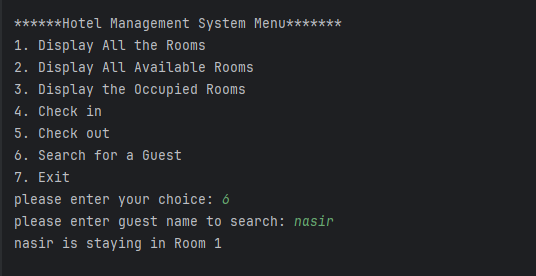 ******Hotel Management System Menu*******
1. Display All the Rooms
2. Display All Available Rooms
3. Display the Occupied Rooms
4. Check in
5. Check out
6. Search for a Guest
7. Exit
please enter your choice: 6
please enter guest name to search: nasir
nasir is staying in Room 1